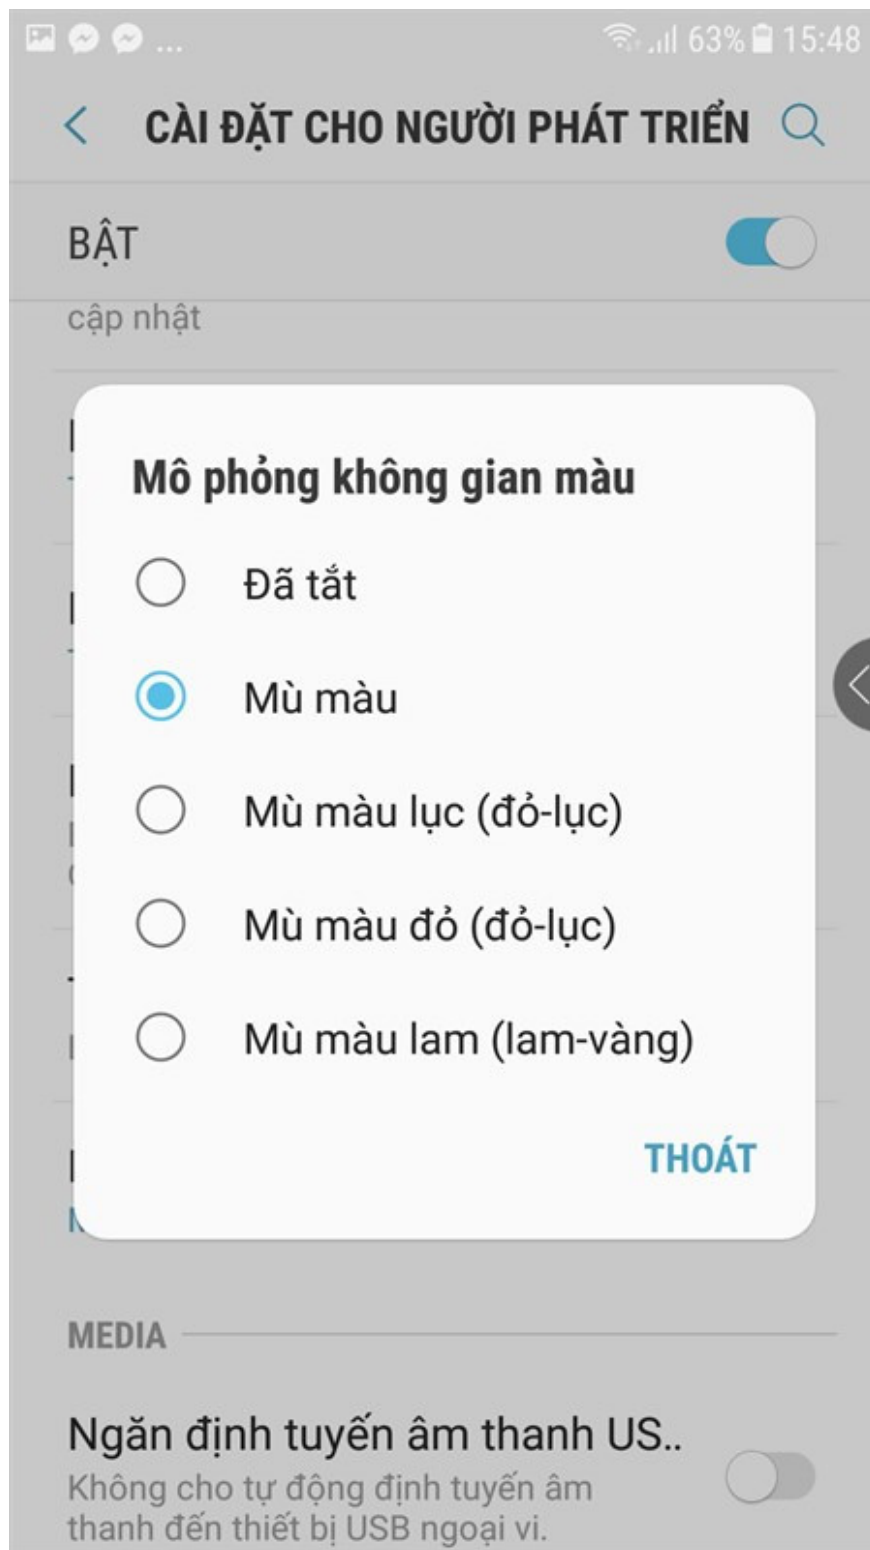 ... 63% 15:48
CÀI ĐẶT CHO NGƯỜI PHÁT TRIỂN
BẬT
cập nhật
Mô phỏng không gian màu
Đã tắt
Mù màu
Mù màu lục (đỏ-lục)
Mù màu đỏ (đỏ-lục)
Mù màu lam (lam-vàng)
THOÁT
MEDIA
Ngăn định tuyến âm thanh US..
Không cho tự động định tuyến âm
thanh đến thiết bị USB ngoại vi.